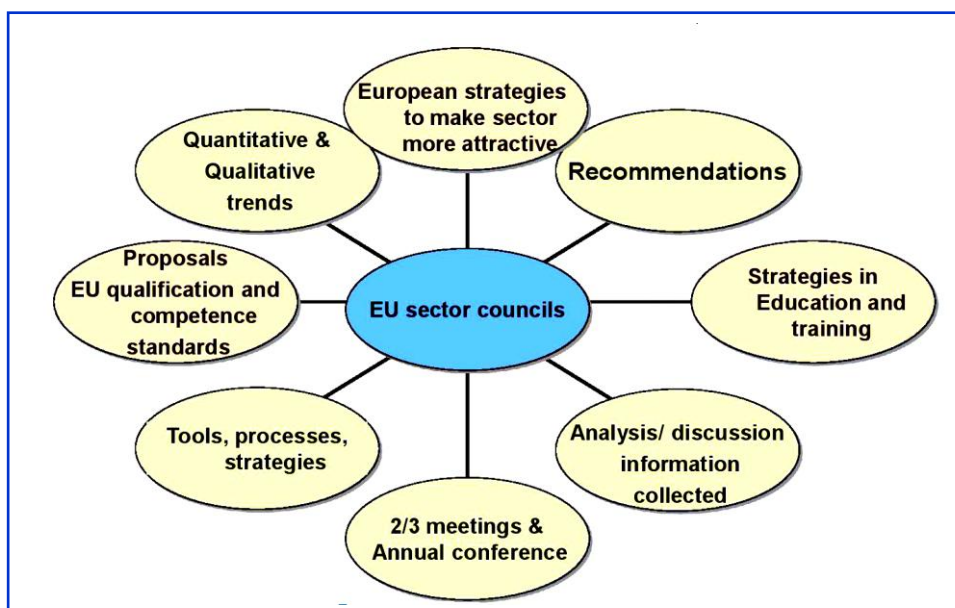 European strategies
to make sector
more attractive
Quantitative &
Qualitative
trends
Recommendations
Proposals
EU qualification and
competence
standards
EU sector councils
Strategies in
Education and
training
Tools, processes,
strategies
Analysis/ discussion
information
collected
2/3 meetings &
Annual conference